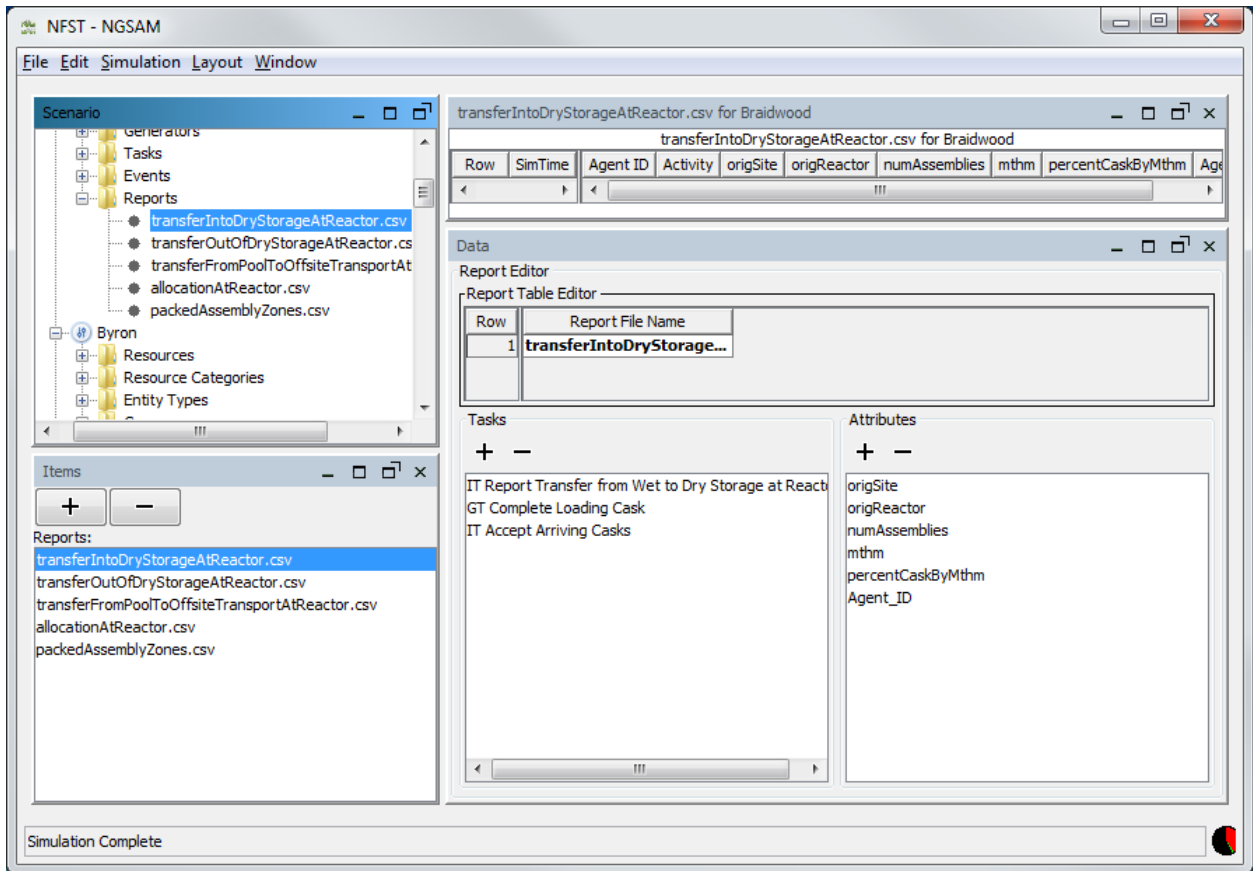 NFST - NGSAM
File Edit Simulation Layout Window
Scenario
Generators
Tasks
Events
Reports
transferIntoDryStorageAtReactor.csv
transferOutOfDryStorageAtReactor.cs
transferFromPoolToOffsiteTransportAt
allocationAtReactor.csv
packedAssemblyZones.csv
Byron
Resources
Resource Categories
Entity Types
Items
+ −
Reports:
transferIntoDryStorageAtReactor.csv
transferOutOfDryStorageAtReactor.csv
transferFromPoolToOffsiteTransportAtReactor.csv
allocationAtReactor.csv
packedAssemblyZones.csv
transferIntoDryStorageAtReactor.csv for Braidwood
transferIntoDryStorageAtReactor.csv for Braidwood
Row SimTime Agent ID Activity origSite origReactor numAssemblies mthm percentCaskByMthm Age
Data
Report Editor
Report Table Editor
Row Report File Name
1 transferIntoDryStorage...
Tasks
+ −
IT Report Transfer from Wet to Dry Storage at Reacto
GT Complete Loading Cask
IT Accept Arriving Casks
Attributes
+ −
origSite
origReactor
numAssemblies
mthm
percentCaskByMthm
Agent_ID
Simulation Complete